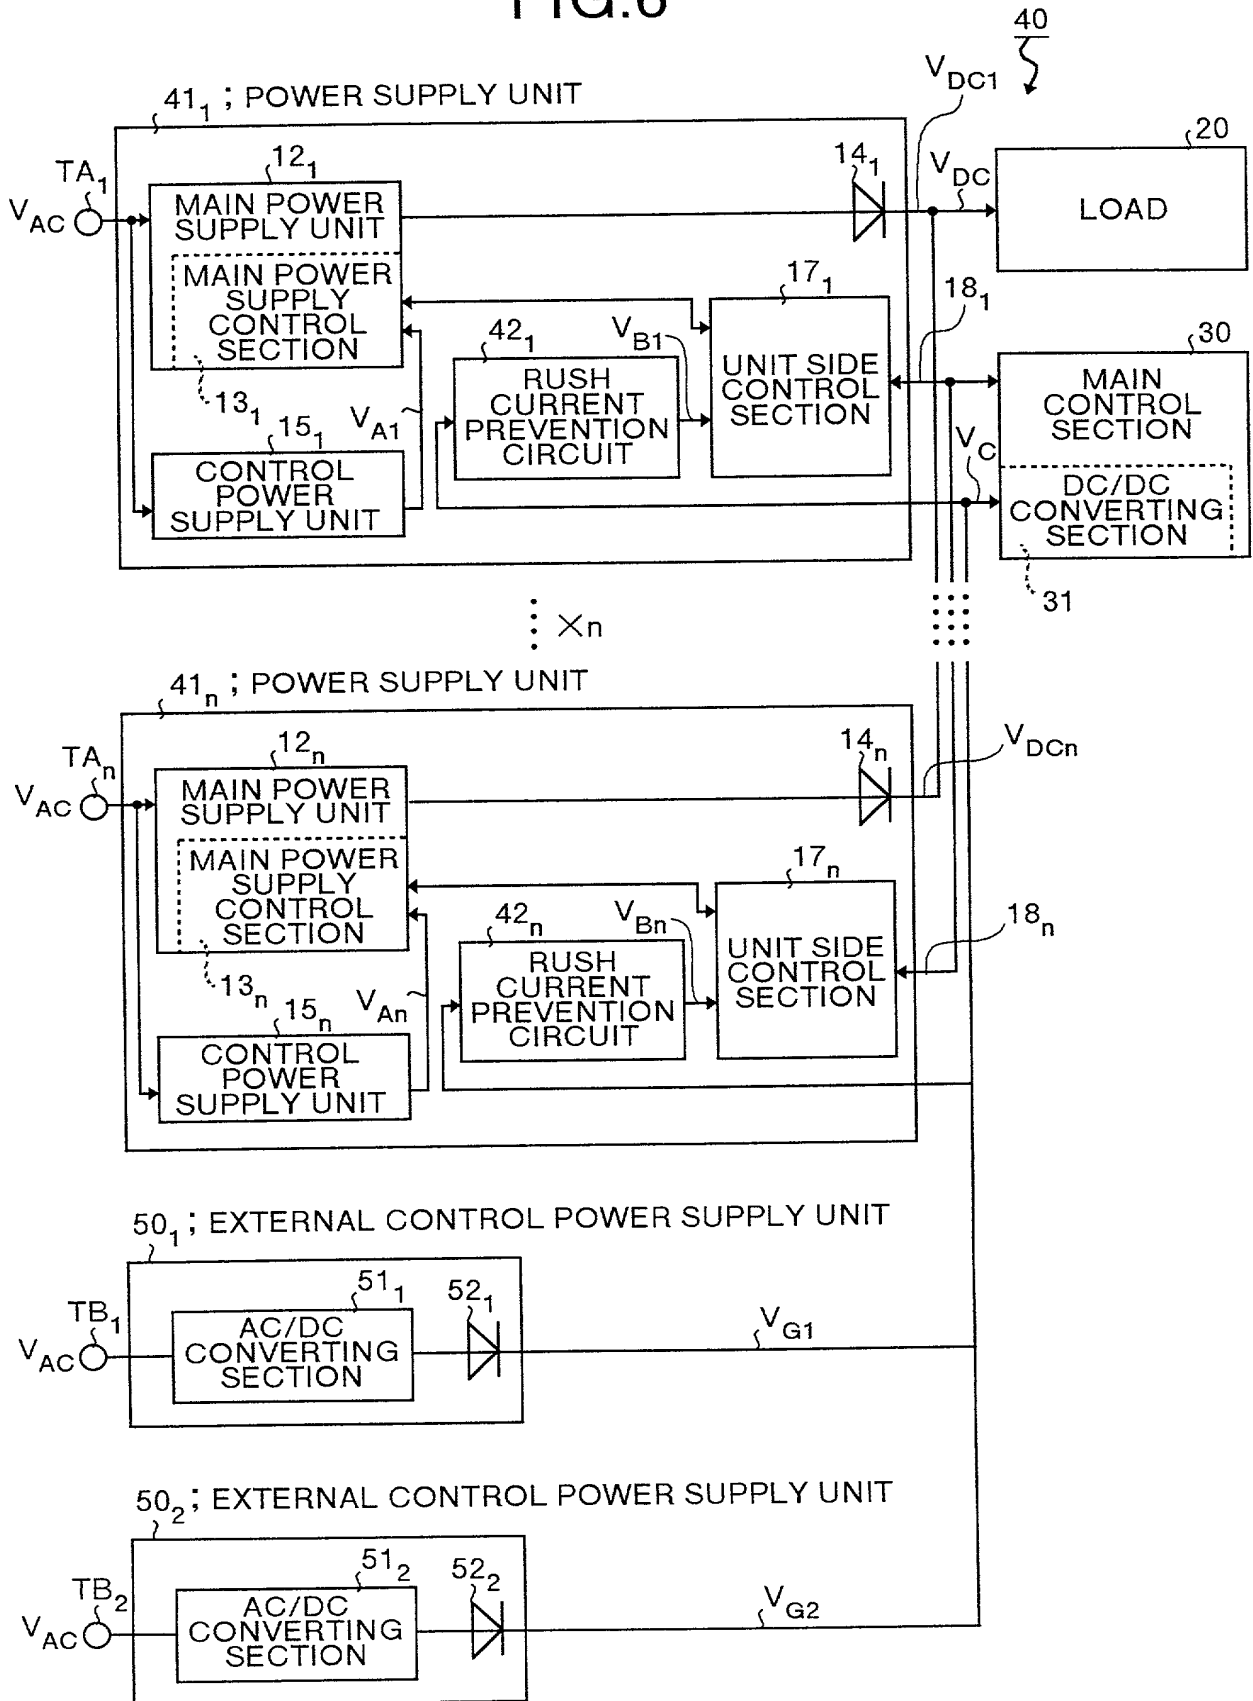 FIG.6
40
41₁ ; POWER SUPPLY UNIT
V_DC1
TA₁
V_AC
12₁
MAIN POWER
SUPPLY UNIT
MAIN POWER
SUPPLY
CONTROL
SECTION
13₁
14₁
V_DC
20
LOAD
15₁
CONTROL
POWER
SUPPLY UNIT
V_A1
42₁
RUSH
CURRENT
PREVENTION
CIRCUIT
V_B1
17₁
UNIT SIDE
CONTROL
SECTION
18₁
30
MAIN
CONTROL
SECTION
V_C
DC/DC
CONVERTING
SECTION
31
×n
41ₙ ; POWER SUPPLY UNIT
TAₙ
V_AC
12ₙ
MAIN POWER
SUPPLY UNIT
MAIN POWER
SUPPLY
CONTROL
SECTION
13ₙ
14ₙ
V_DCn
15ₙ
CONTROL
POWER
SUPPLY UNIT
V_An
42ₙ
RUSH
CURRENT
PREVENTION
CIRCUIT
V_Bn
17ₙ
UNIT SIDE
CONTROL
SECTION
18ₙ
50₁ ; EXTERNAL CONTROL POWER SUPPLY UNIT
TB₁
V_AC
51₁
AC/DC
CONVERTING
SECTION
52₁
V_G1
50₂ ; EXTERNAL CONTROL POWER SUPPLY UNIT
TB₂
V_AC
51₂
AC/DC
CONVERTING
SECTION
52₂
V_G2